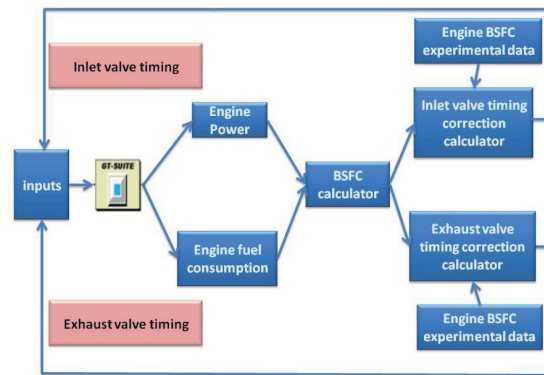 Engine BSFC
experimental data
Inlet valve timing
Engine
Power
Inlet valve timing
correction
calculator
inputs
GT-SUITE
BSFC
calculator
Engine fuel
consumption
Exhaust valve
timing correction
calculator
Exhaust valve timing
Engine BSFC
experimental data